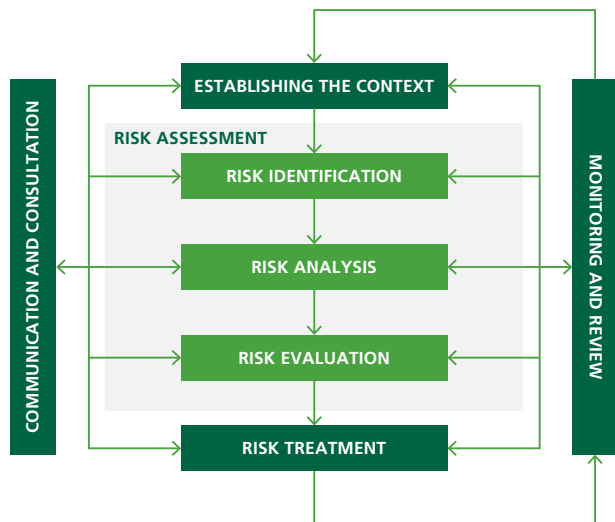 ESTABLISHING THE CONTEXT
COMMUNICATION AND CONSULTATION
RISK ASSESSMENT
RISK IDENTIFICATION
RISK ANALYSIS
RISK EVALUATION
RISK TREATMENT
MONITORING AND REVIEW